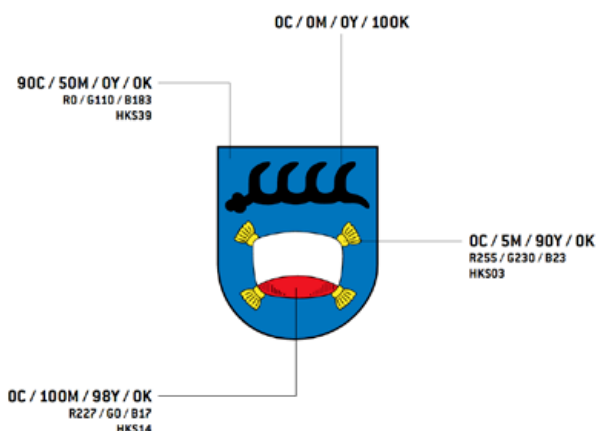 0C / 0M / 0Y / 100K
90C / 50M / 0Y / 0K
R0 / G110 / B183
HKS39
0C / 5M / 90Y / 0K
R255 / G230 / B23
HKS03
0C / 100M / 98Y / 0K
R227 / G0 / B17
HKS14